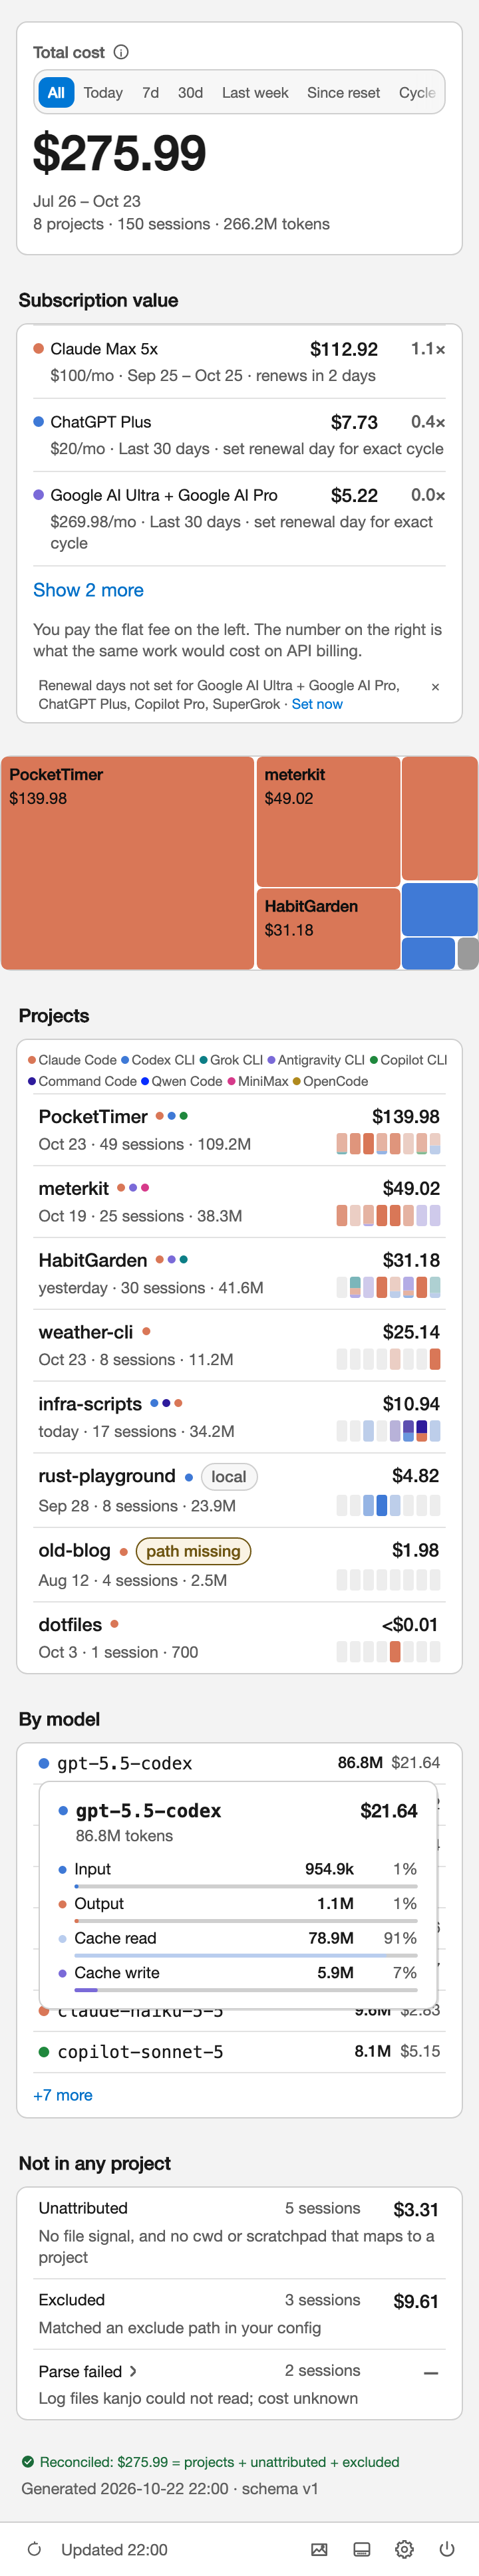 Total cost
All Today 7d 30d Last week Since reset Cycle
$275.99
Jul 26 – Oct 23
8 projects · 150 sessions · 266.2M tokens
Subscription value
Claude Max 5x $112.92 1.1×
$100/mo · Sep 25 – Oct 25 · renews in 2 days
ChatGPT Plus $7.73 0.4×
$20/mo · Last 30 days · set renewal day for exact cycle
Google AI Ultra + Google AI Pro $5.22 0.0×
$269.98/mo · Last 30 days · set renewal day for exact
cycle
Show 2 more
You pay the flat fee on the left. The number on the right is
what the same work would cost on API billing.
Renewal days not set for Google AI Ultra + Google AI Pro, ×
ChatGPT Plus, Copilot Pro, SuperGrok · Set now
PocketTimer
$139.98
meterkit
$49.02
HabitGarden
$31.18
Projects
Claude Code Codex CLI Grok CLI Antigravity CLI Copilot CLI
Command Code Qwen Code MiniMax OpenCode
PocketTimer $139.98
Oct 23 · 49 sessions · 109.2M
meterkit $49.02
Oct 19 · 25 sessions · 38.3M
HabitGarden $31.18
yesterday · 30 sessions · 41.6M
weather-cli $25.14
Oct 23 · 8 sessions · 11.2M
infra-scripts $10.94
today · 17 sessions · 34.2M
rust-playground local $4.82
Sep 28 · 8 sessions · 23.9M
old-blog path missing $1.98
Aug 12 · 4 sessions · 2.5M
dotfiles <$0.01
Oct 3 · 1 session · 700
By model
gpt-5.5-codex 86.8M $21.64
gpt-5.5-codex $21.64
86.8M tokens
Input 954.9k 1%
Output 1.1M 1%
Cache read 78.9M 91%
Cache write 5.9M 7%
claude-haiku-5-5 9.6M $2.83
copilot-sonnet-5 8.1M $5.15
+7 more
Not in any project
Unattributed 5 sessions $3.31
No file signal, and no cwd or scratchpad that maps to a
project
Excluded 3 sessions $9.61
Matched an exclude path in your config
Parse failed 2 sessions —
Log files kanjo could not read; cost unknown
Reconciled: $275.99 = projects + unattributed + excluded
Generated 2026-10-22 22:00 · schema v1
Updated 22:00